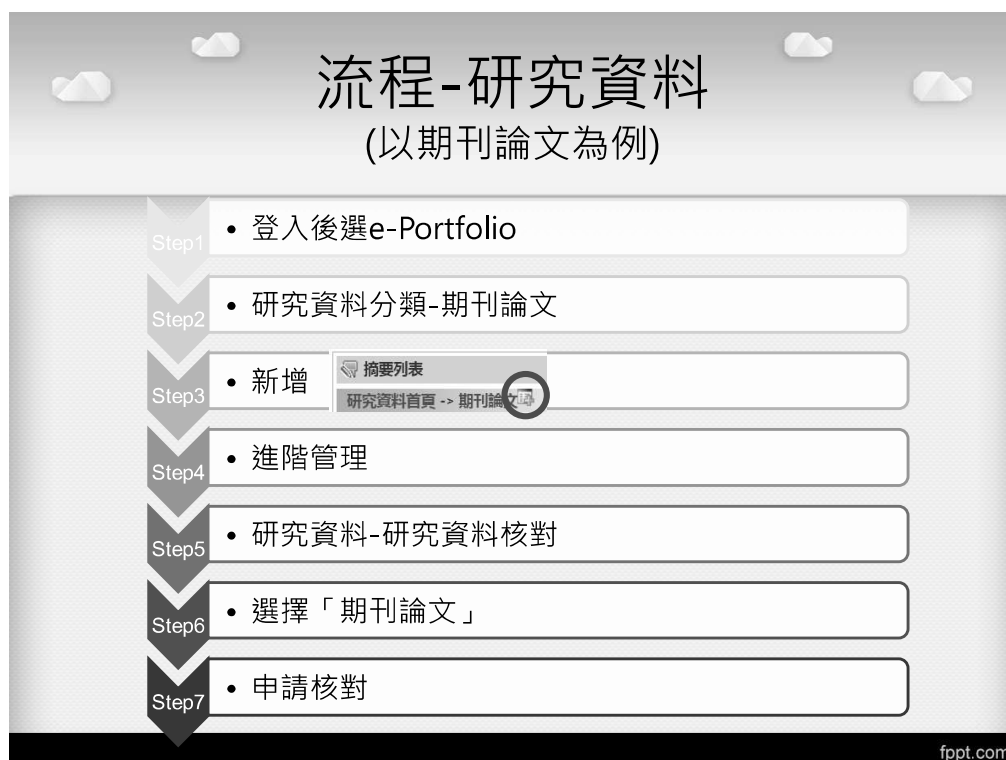 流程-研究資料
(以期刊論文為例)
Step1
• 登入後選e-Portfolio
Step2
• 研究資料分類-期刊論文
Step3
• 新增
摘要列表
研究資料首頁 -> 期刊論文
Step4
• 進階管理
Step5
• 研究資料-研究資料核對
Step6
• 選擇「期刊論文」
Step7
• 申請核對
fppt.com